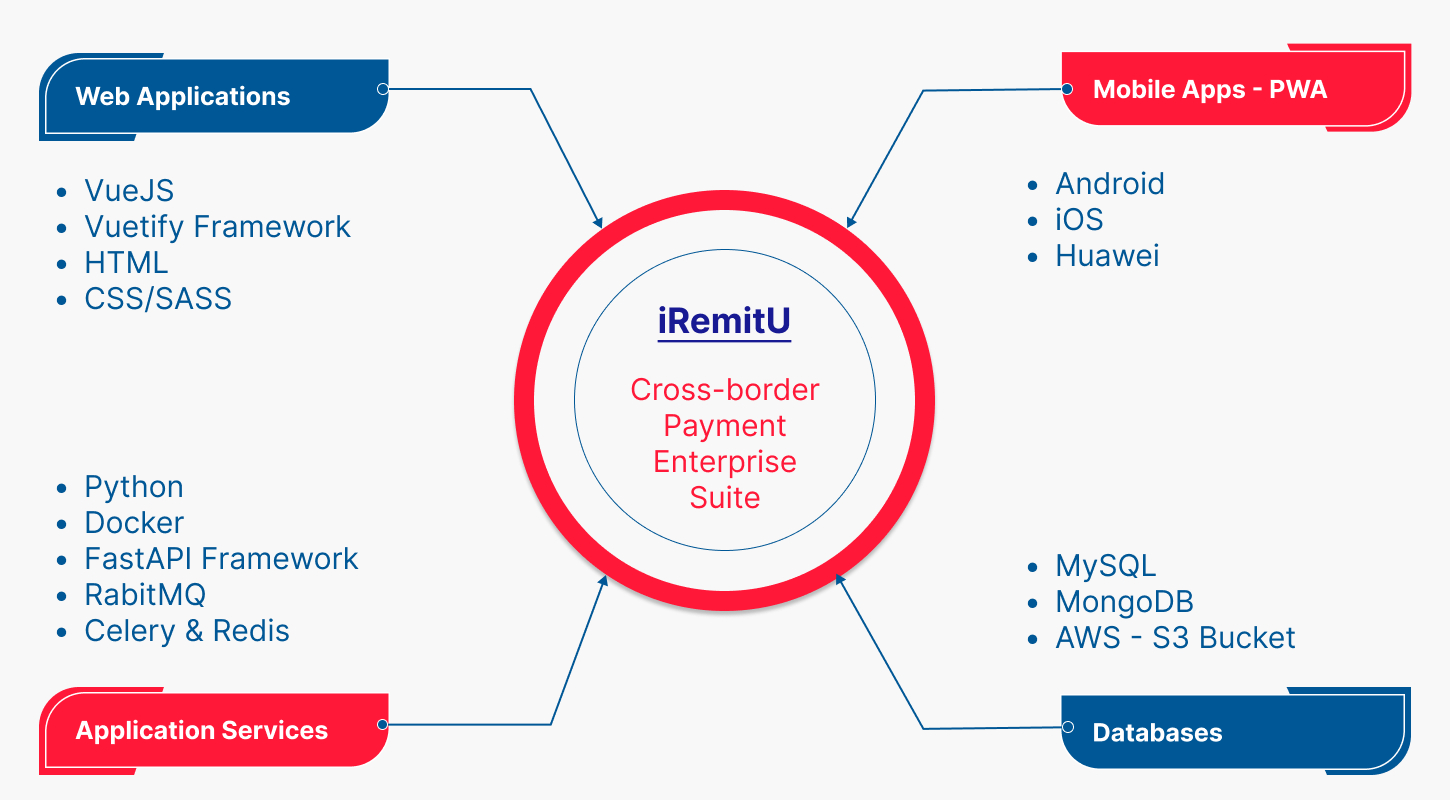 Web Applications
• VueJS
• Vuetify Framework
• HTML
• CSS/SASS
Mobile Apps - PWA
• Android
• iOS
• Huawei
iRemitU
Cross-border
Payment
Enterprise
Suite
• Python
• Docker
• FastAPI Framework
• RabitMQ
• Celery & Redis
Application Services
• MySQL
• MongoDB
• AWS - S3 Bucket
Databases